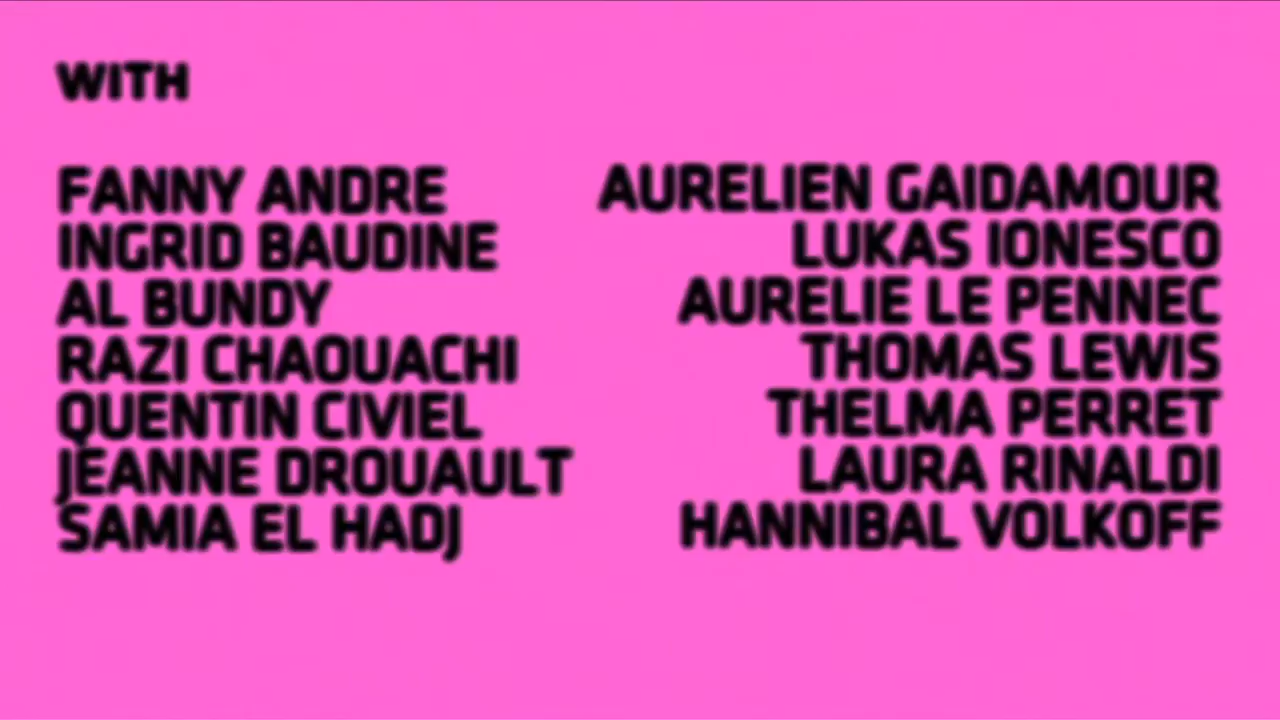 WITH
FANNY ANDRE
INGRID BAUDINE
AL BUNDY
RAZI CHAOUACHI
QUENTIN CIVIEL
JEANNE DROUAULT
SAMIA EL HADJ
AURELIEN GAIDAMOUR
LUKAS IONESCO
AURELIE LE PENNEC
THOMAS LEWIS
THELMA PERRET
LAURA RINALDI
HANNIBAL VOLKOFF